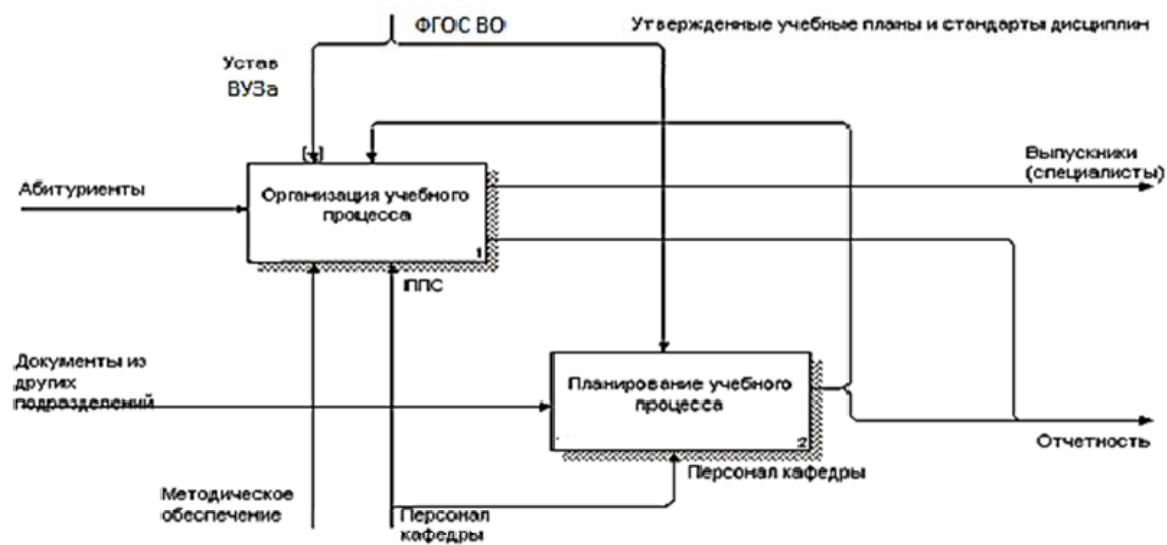 ФГОС ВО
Утвержденные учебные планы и стандарты дисциплин
Устав
ВУЗа
Абитуриенты
Организация учебного
процесса
1
Выпускники
(специалисты)
ППС
Документы из
других
подразделений
Планирование учебного
процесса
2
Отчетность
Персонал кафедры
Методическое
обеспечение
Персонал
кафедры